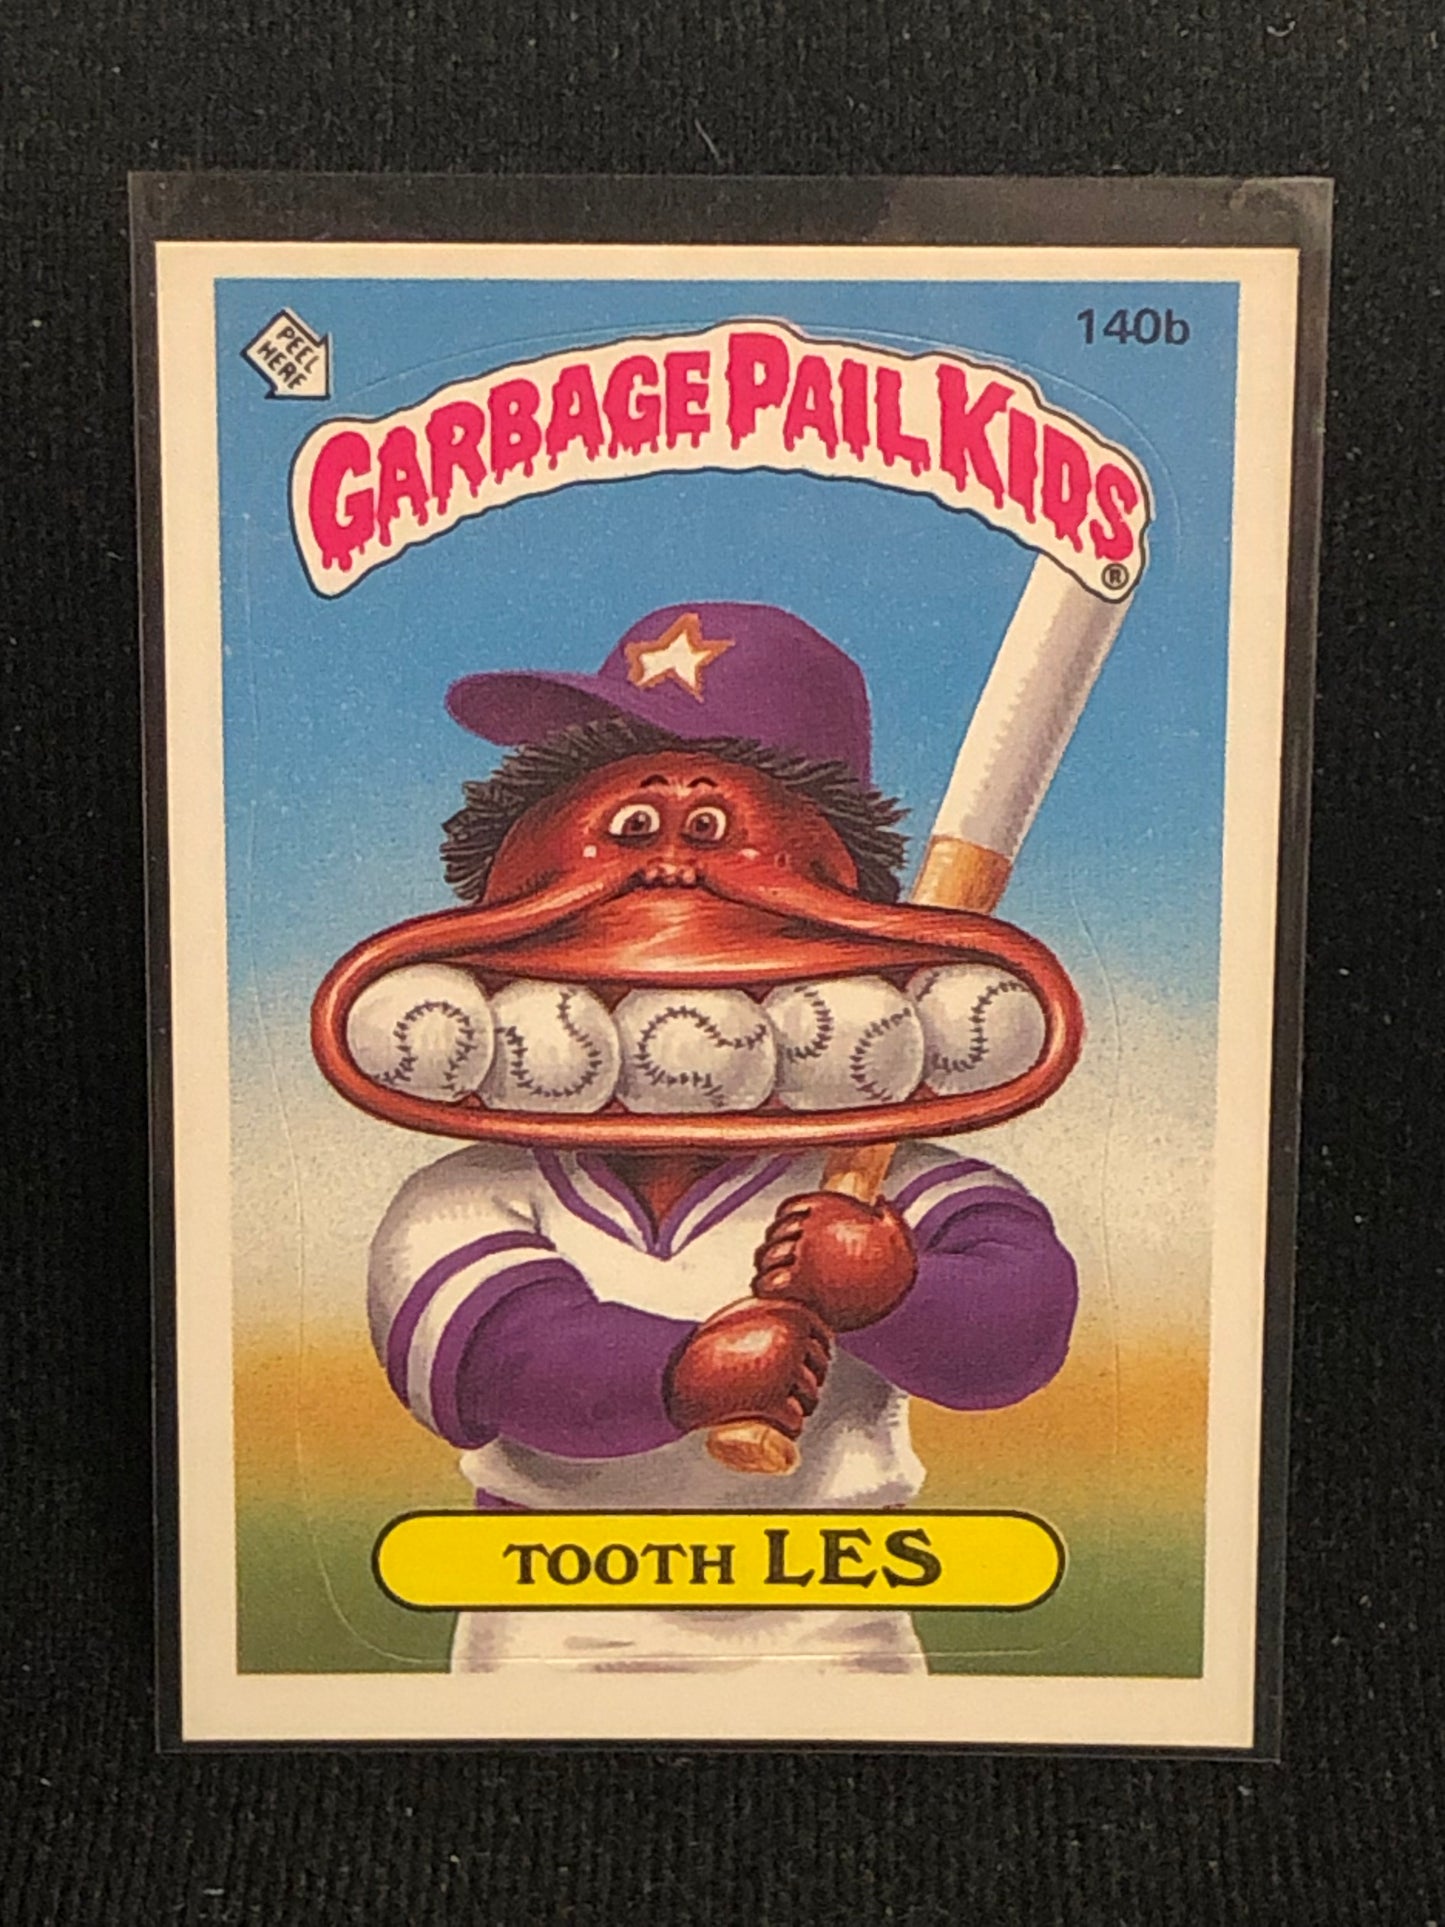 PEEL
HERE
140b
GARBAGE PAIL KIDS
®
TOOTH LES